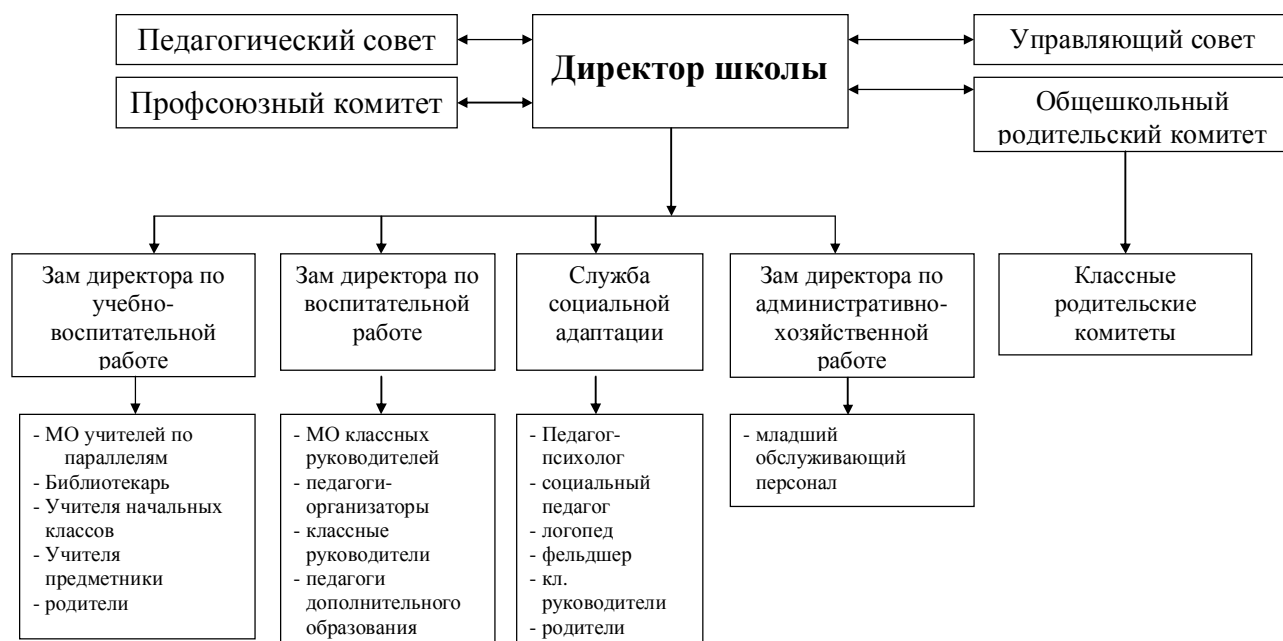 Педагогический совет
Профсоюзный комитет
Директор школы
Управляющий совет
Общешкольный
родительский комитет
Зам директора по
учебно-
воспитательной
работе
Зам директора по
воспитательной
работе
Служба
социальной
адаптации
Зам директора по
административно-
хозяйственной
работе
Классные
родительские
комитеты
- МО учителей по
параллелям
- Библиотекарь
- Учителя начальных
классов
- Учителя
предметники
- родители
- МО классных
руководителей
- педагоги-
организаторы
- классные
руководители
- педагоги
дополнительного
образования
- Педагог-
психолог
- социальный
педагог
- логопед
- фельдшер
- кл.
руководители
- родители
- младший
обслуживающий
персонал